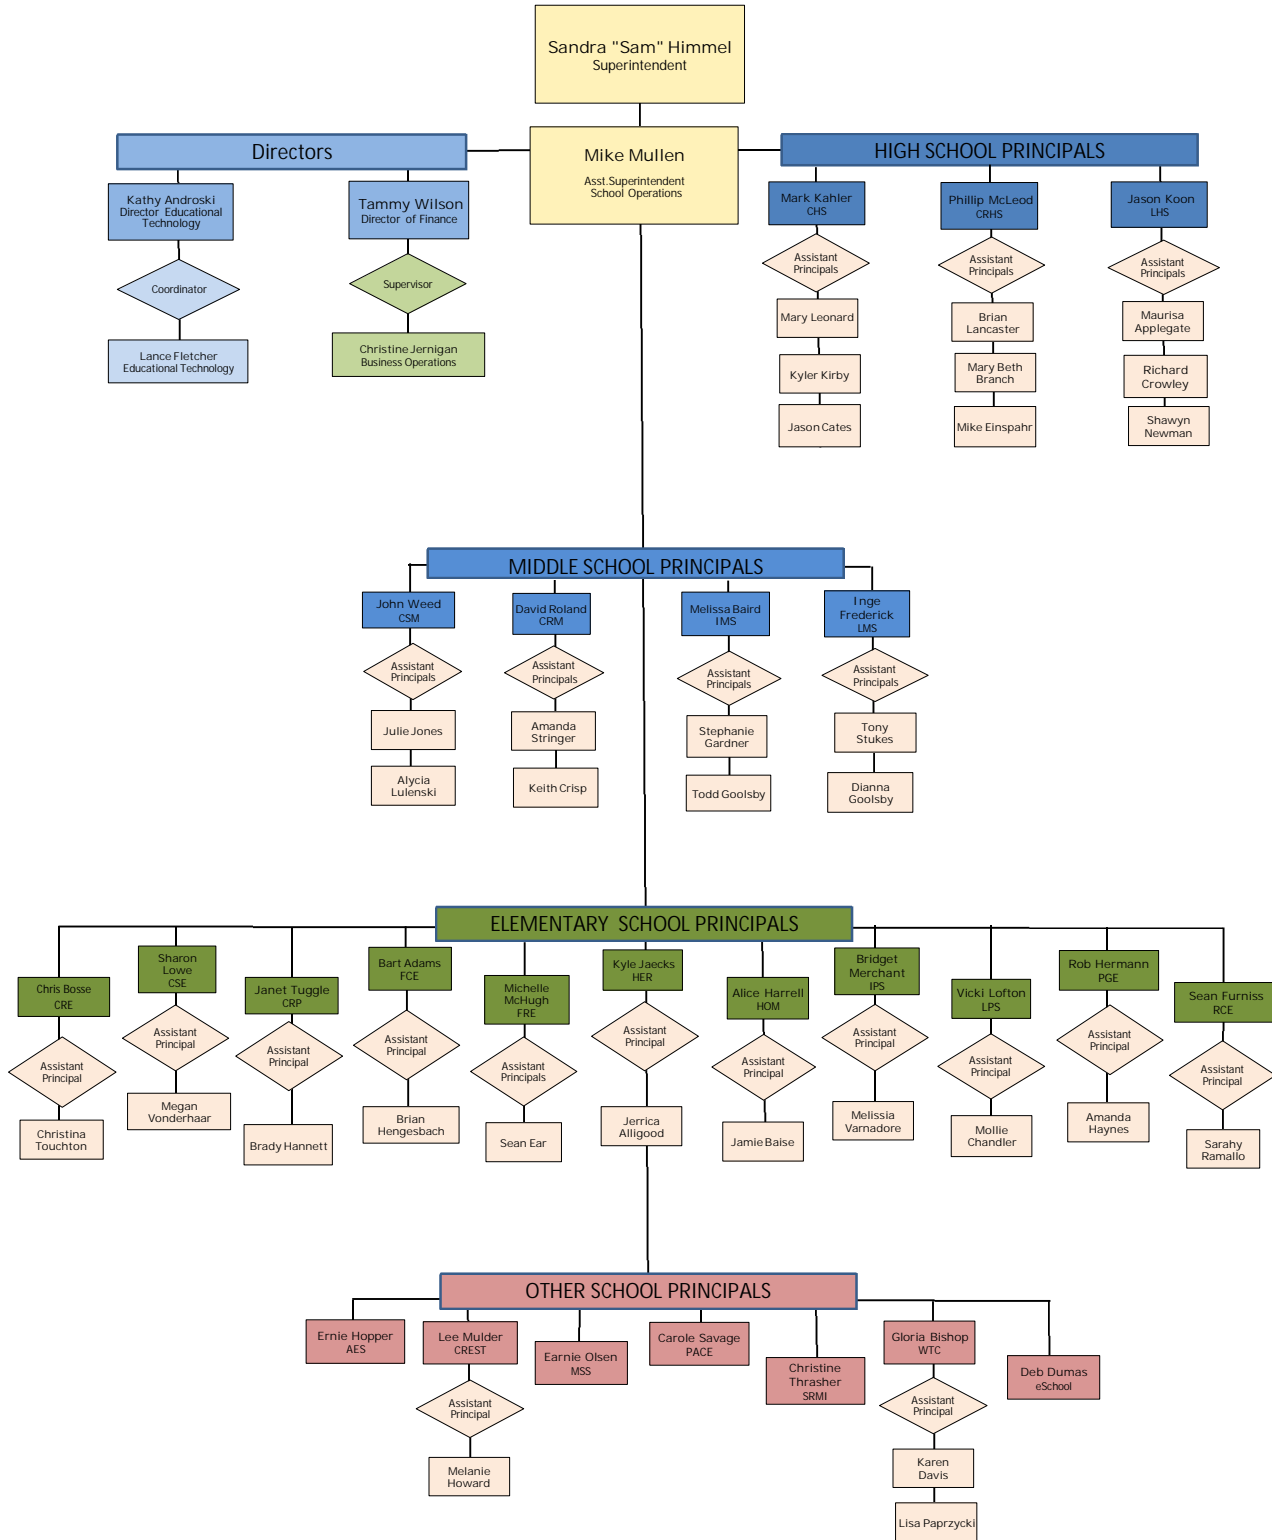 Sandra "Sam" Himmel
Superintendent
Directors
Mike Mullen
Asst.Superintendent
School Operations
HIGH SCHOOL PRINCIPALS
Kathy Androski
Director Educational
Technology
Tammy Wilson
Director of Finance
Mark Kahler
CHS
Phillip McLeod
CRHS
Jason Koon
LHS
Coordinator
Supervisor
Assistant
Principals
Assistant
Principals
Assistant
Principals
Lance Fletcher
Educational Technology
Christine Jernigan
Business Operations
Mary Leonard
Kyler Kirby
Jason Cates
Brian
Lancaster
Mary Beth
Branch
Mike Einspahr
Maurisa
Applegate
Richard
Crowley
Shawyn
Newman
MIDDLE SCHOOL PRINCIPALS
John Weed
CSM
Assistant
Principals
Julie Jones
Alycia
Lulenski
David Roland
CRM
Assistant
Principals
Amanda
Stringer
Keith Crisp
Melissa Baird
IMS
Assistant
Principals
Stephanie
Gardner
Todd Goolsby
Inge
Frederick
LMS
Assistant
Principals
Tony
Stukes
Dianna
Goolsby
ELEMENTARY SCHOOL PRINCIPALS
Chris Bosse
CRE
Assistant
Principal
Christina
Touchton
Sharon
Lowe
CSE
Assistant
Principal
Megan
Vonderhaar
Janet Tuggle
CRP
Assistant
Principal
Brady Hannett
Bart Adams
FCE
Assistant
Principal
Brian
Hengesbach
Michelle
McHugh
FRE
Assistant
Principals
Sean Ear
Kyle Jaecks
HER
Assistant
Principal
Jerrica
Alligood
Alice Harrell
HOM
Assistant
Principal
Jamie Baise
Bridget
Merchant
IPS
Assistant
Principal
Melissia
Varnadore
Vicki Lofton
LPS
Assistant
Principal
Mollie
Chandler
Rob Hermann
PGE
Assistant
Principal
Amanda
Haynes
Sean Furniss
RCE
Assistant
Principal
Sarahy
Ramallo
OTHER SCHOOL PRINCIPALS
Ernie Hopper
AES
Lee Mulder
CREST
Assistant
Principal
Melanie
Howard
Earnie Olsen
MSS
Carole Savage
PACE
Christine
Thrasher
SRMI
Gloria Bishop
WTC
Assistant
Principal
Karen
Davis
Lisa Paprzycki
Deb Dumas
eSchool